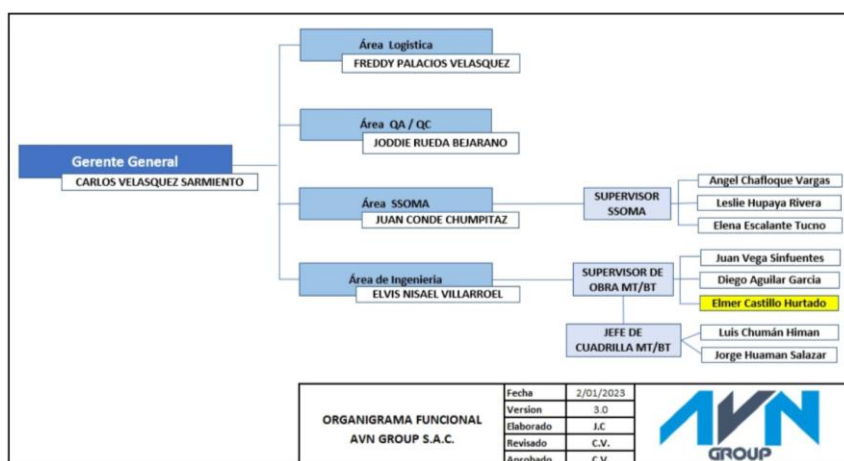 Área Logistica
FREDDY PALACIOS VELASQUEZ
Área QA / QC
JODDIE RUEDA BEJARANO
Gerente General
CARLOS VELASQUEZ SARMIENTO
Área SSOMA
JUAN CONDE CHUMPITAZ
SUPERVISOR
SSOMA
Angel Chafloque Vargas
Leslie Hupaya Rivera
Elena Escalante Tucno
Área de Ingenieria
ELVIS NISAEL VILLARROEL
SUPERVISOR DE
OBRA MT/BT
Juan Vega Sinfuentes
Diego Aguilar Garcia
Elmer Castillo Hurtado
JEFE DE
CUADRILLA MT/BT
Luis Chumán Himan
Jorge Huaman Salazar
ORGANIGRAMA FUNCIONAL
AVN GROUP S.A.C.
Fecha 2/01/2023
Version 3.0
Elaborado J.C
Revisado C.V.
Aprobado C.V
AVN
GROUP